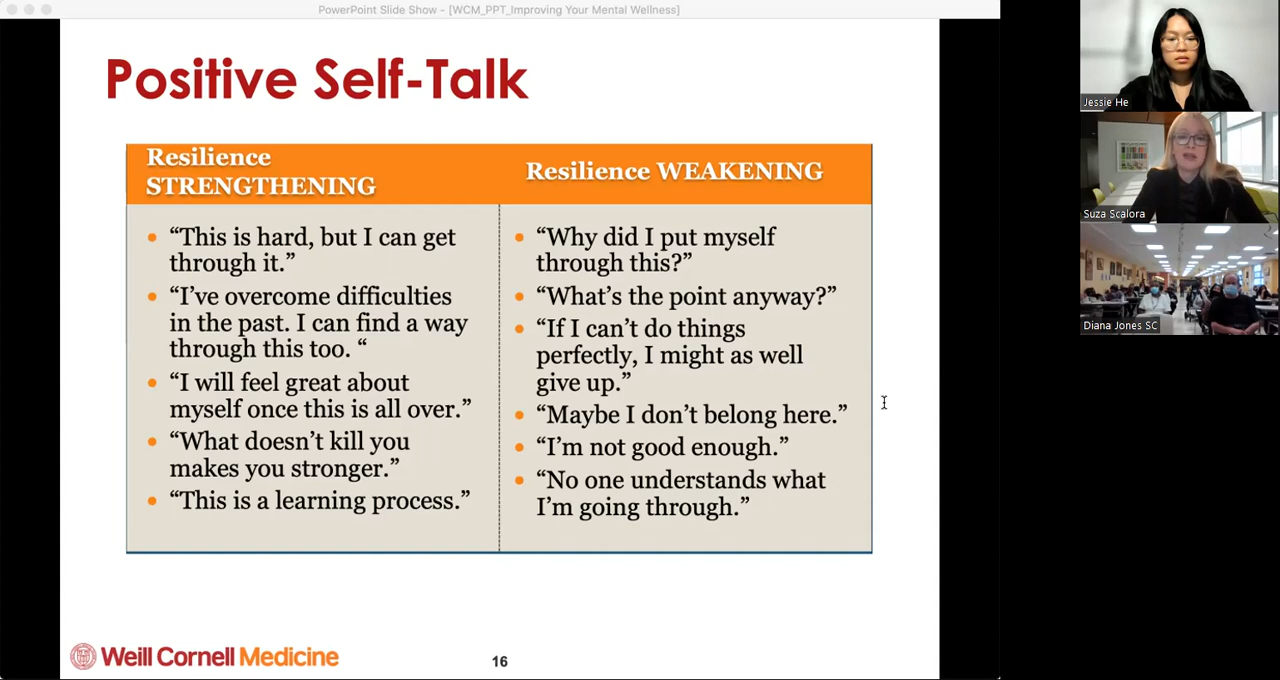 PowerPoint Slide Show - [WCM_PPT_Improving Your Mental Wellness]
Positive Self-Talk
Resilience
STRENGTHENING
“This is hard, but I can get
through it.”
“I’ve overcome difficulties
in the past. I can find a way
through this too. “
“I will feel great about
myself once this is all over.”
“What doesn’t kill you
makes you stronger.”
“This is a learning process.”
Resilience WEAKENING
“Why did I put myself
through this?”
“What’s the point anyway?”
“If I can’t do things
perfectly, I might as well
give up.”
“Maybe I don’t belong here.”
“I’m not good enough.”
“No one understands what
I’m going through.”
Weill Cornell Medicine
16
Jessie He
Suza Scalora
Diana Jones SC